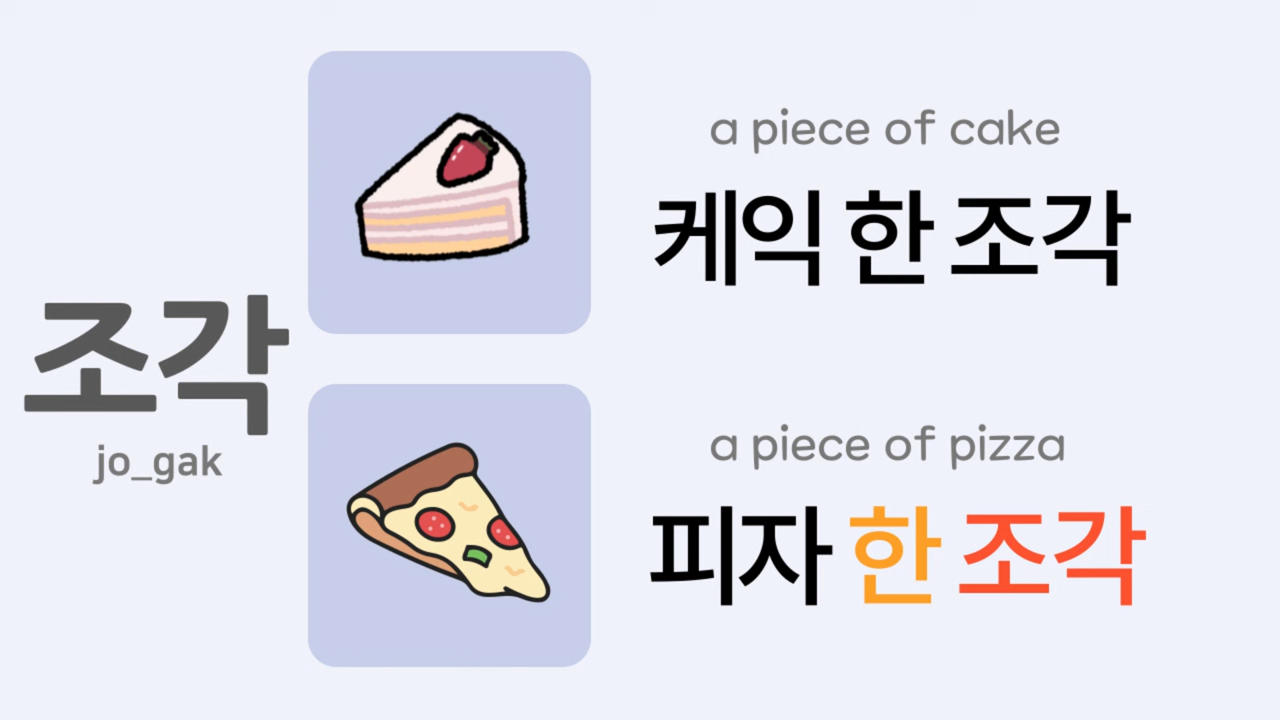 조각
jo_gak
a piece of cake
케익 한 조각
a piece of pizza
피자 한 조각